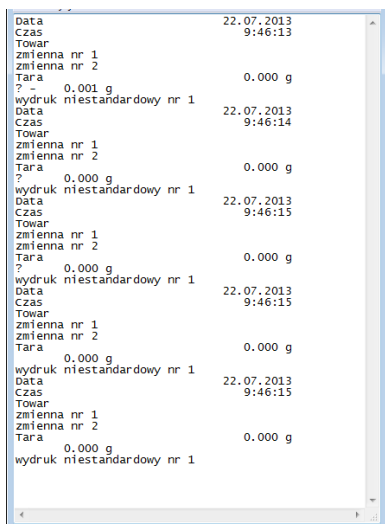 Data 22.07.2013
Czas 9:46:13
Towar
zmienna nr 1
zmienna nr 2
Tara 0.000 g
? - 0.001 g
wydruk niestandardowy nr 1
Data 22.07.2013
Czas 9:46:14
Towar
zmienna nr 1
zmienna nr 2
Tara 0.000 g
? 0.000 g
wydruk niestandardowy nr 1
Data 22.07.2013
Czas 9:46:15
Towar
zmienna nr 1
zmienna nr 2
Tara 0.000 g
? 0.000 g
wydruk niestandardowy nr 1
Data 22.07.2013
Czas 9:46:15
Towar
zmienna nr 1
zmienna nr 2
Tara 0.000 g
0.000 g
wydruk niestandardowy nr 1
Data 22.07.2013
Czas 9:46:15
Towar
zmienna nr 1
zmienna nr 2
Tara 0.000 g
0.000 g
wydruk niestandardowy nr 1